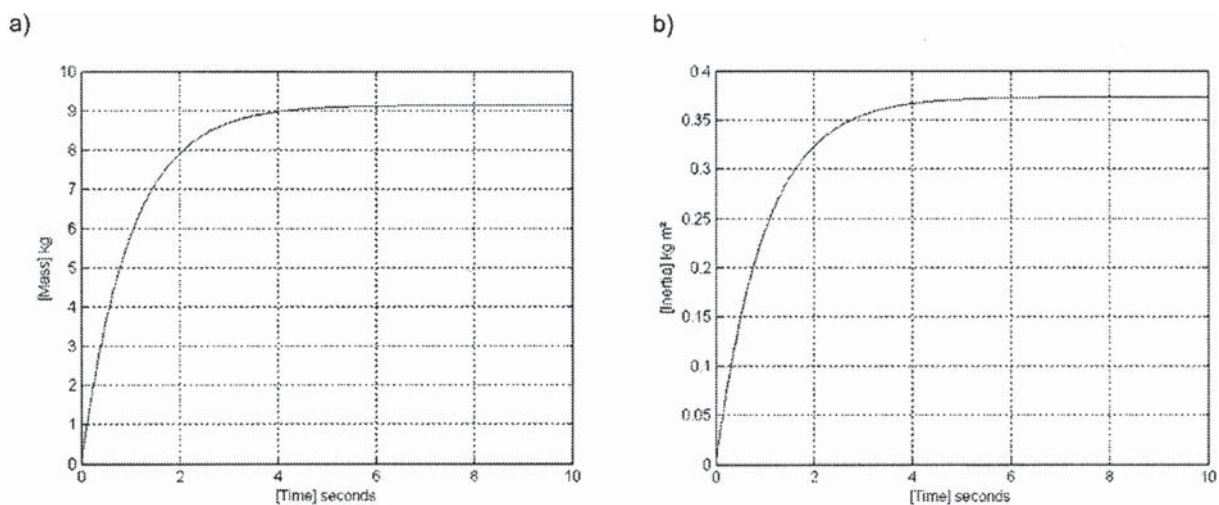 a)
10
9
8
7
6
5
4
3
2
1
0
[Mass] kg
0 2 4 6 8 10
[Time] seconds
b)
0.4
0.35
0.3
0.25
0.2
0.15
0.1
0.05
0
[Inertia] kg m²
0 2 4 6 8 10
[Time] seconds